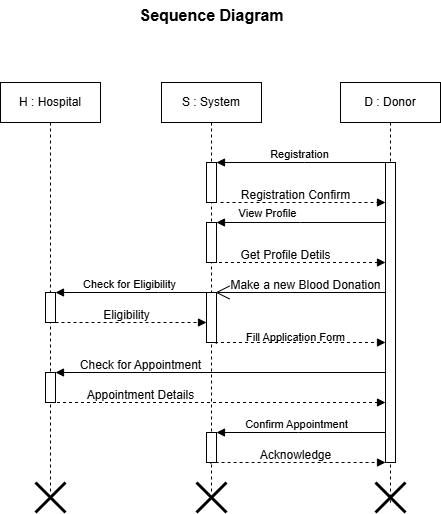 Sequence Diagram
H : Hospital
S : System
D : Donor
Registration
Registration Confirm
View Profile
Get Profile Detils
Check for Eligibility
Make a new Blood Donation
Eligibility
Fill Application Form
Check for Appointment
Appointment Details
Confirm Appointment
Acknowledge